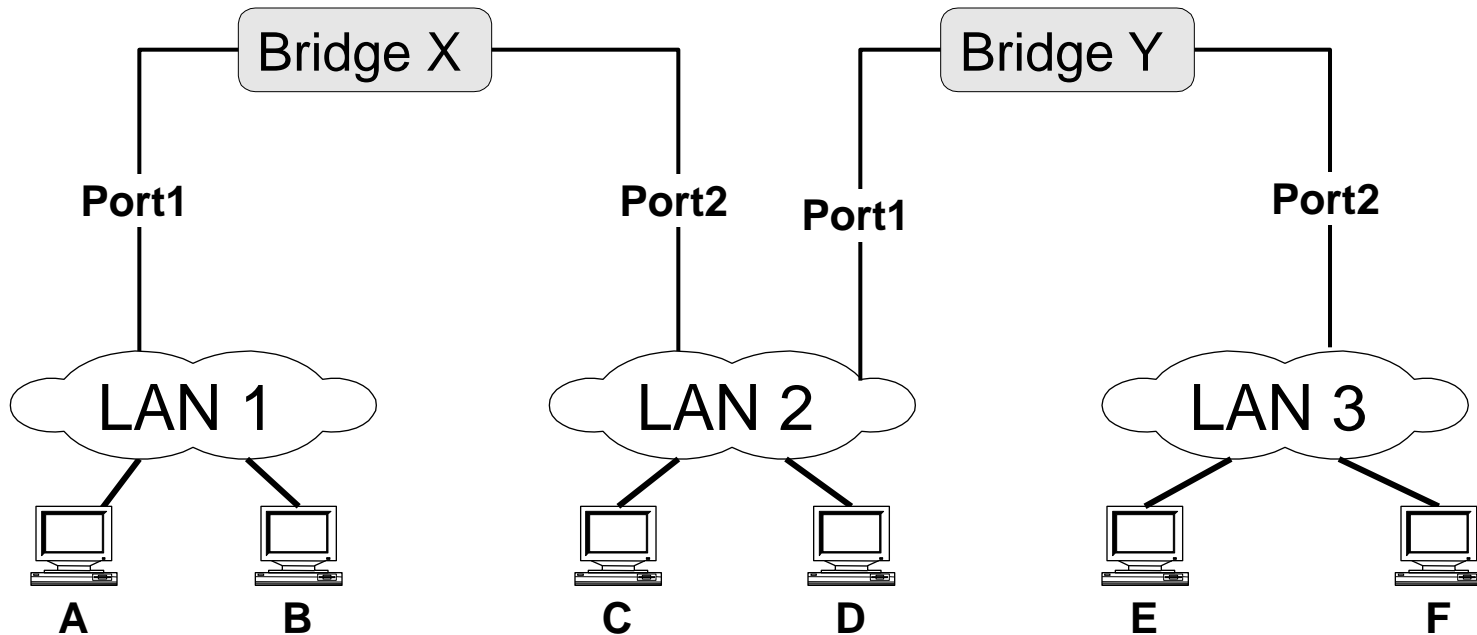 Bridge X
Bridge Y
Port1
Port2
Port1
Port2
LAN 1
LAN 2
LAN 3
A
B
C
D
E
F